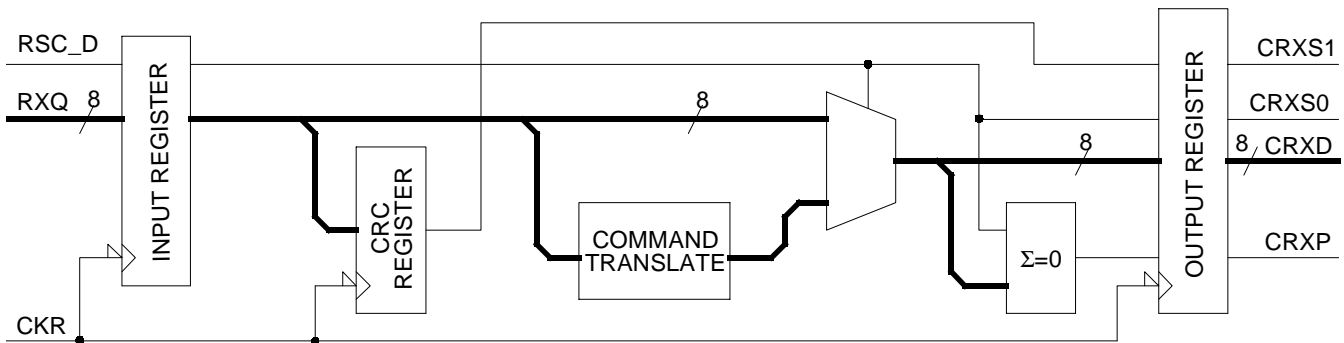 RSC_D
RXQ
8
INPUT REGISTER
CKR
CRC
REGISTER
8
COMMAND
TRANSLATE
8
Σ=0
OUTPUT REGISTER
CRXS1
CRXS0
8
CRXD
CRXP